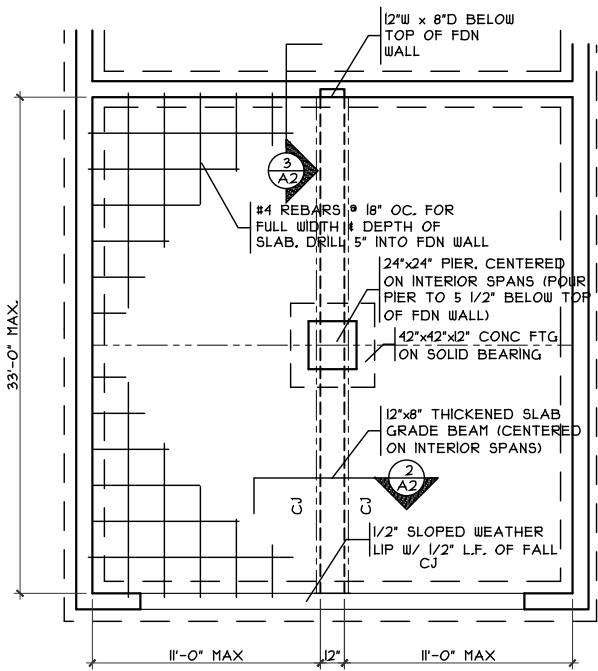 12"W x 8"D BELOW
TOP OF FDN
WALL
3
A2
#4 REBARS @ 18" OC. FOR
FULL WIDTH & DEPTH OF
SLAB. DRILL 5" INTO FDN WALL
24"x24" PIER, CENTERED
ON INTERIOR SPANS (POUR
PIER TO 5 1/2" BELOW TOP
OF FDN WALL)
42"x42"x12" CONC FTG
ON SOLID BEARING
33'-0" MAX.
12"x8" THICKENED SLAB
GRADE BEAM (CENTERED
ON INTERIOR SPANS)
2
A2
CJ
CJ
1/2" SLOPED WEATHER
LIP W/ 1/2" L.F. OF FALL
CJ
11'-0" MAX
12"
11'-0" MAX